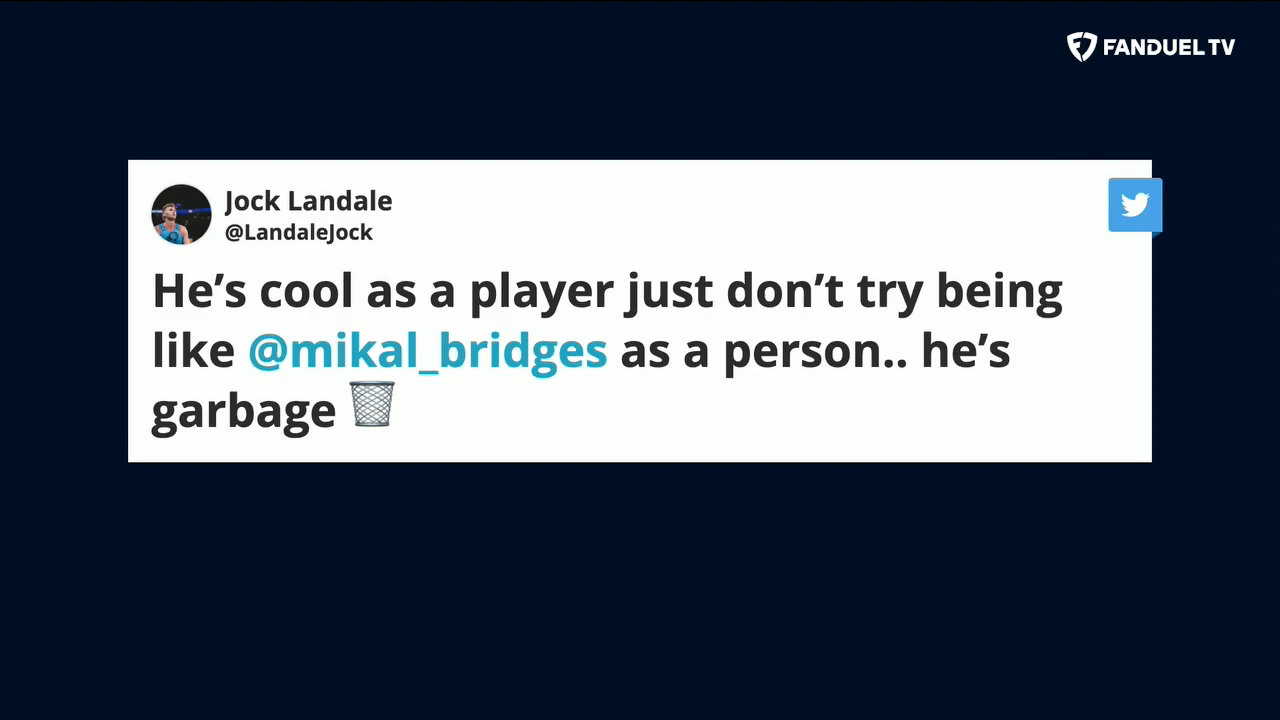 FANDUEL TV
Jock Landale
@LandaleJock
He’s cool as a player just don’t try being
like @mikal_bridges as a person.. he’s
garbage 🗑️